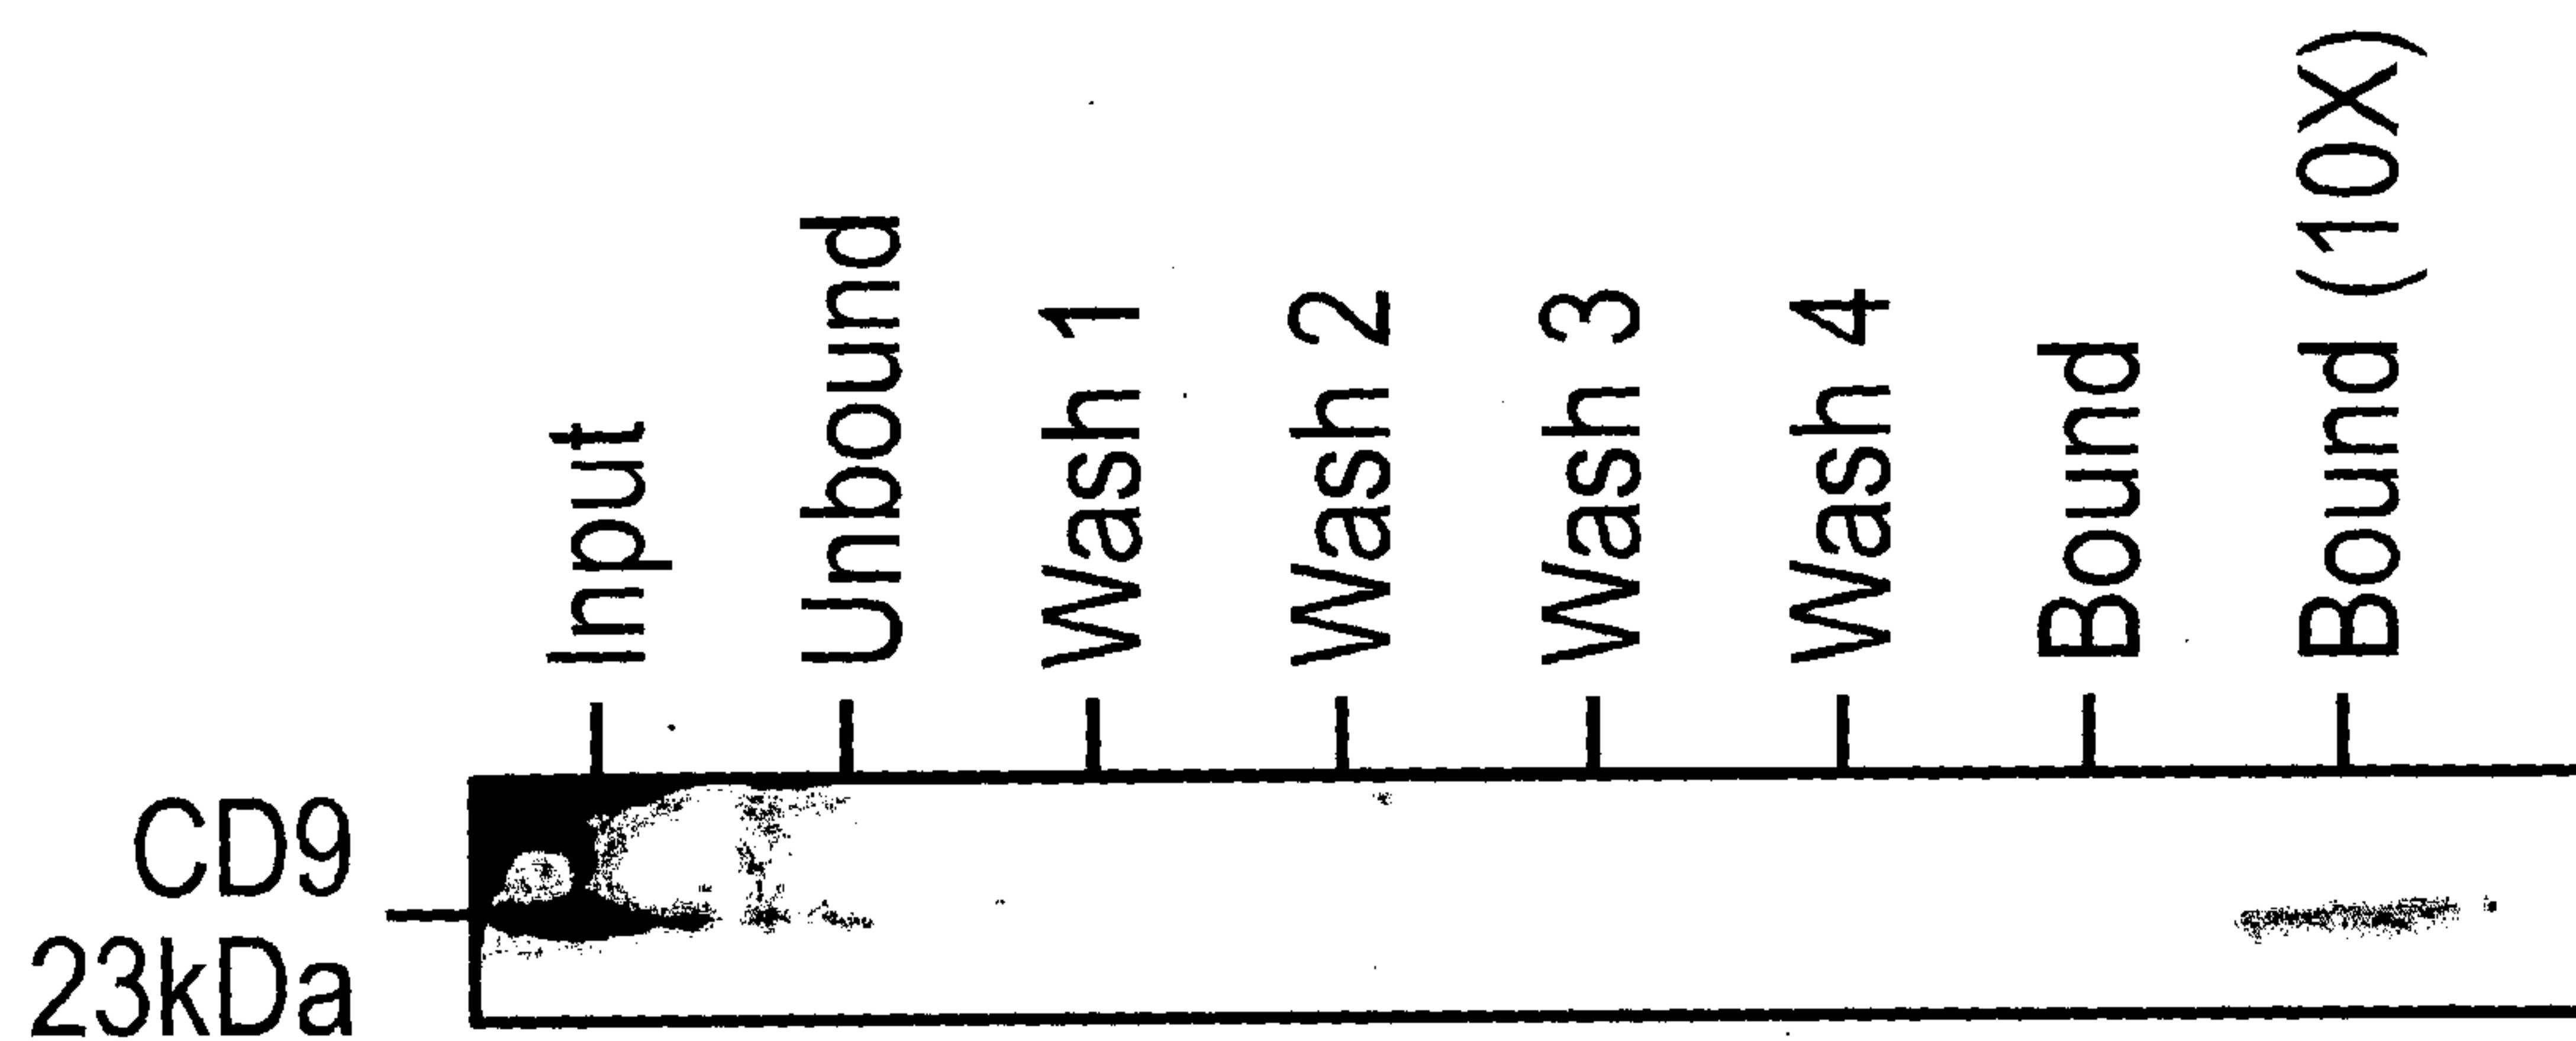 Input
Unbound
Wash 1
Wash 2
Wash 3
Wash 4
Bound
Bound (10X)
CD9
23kDa